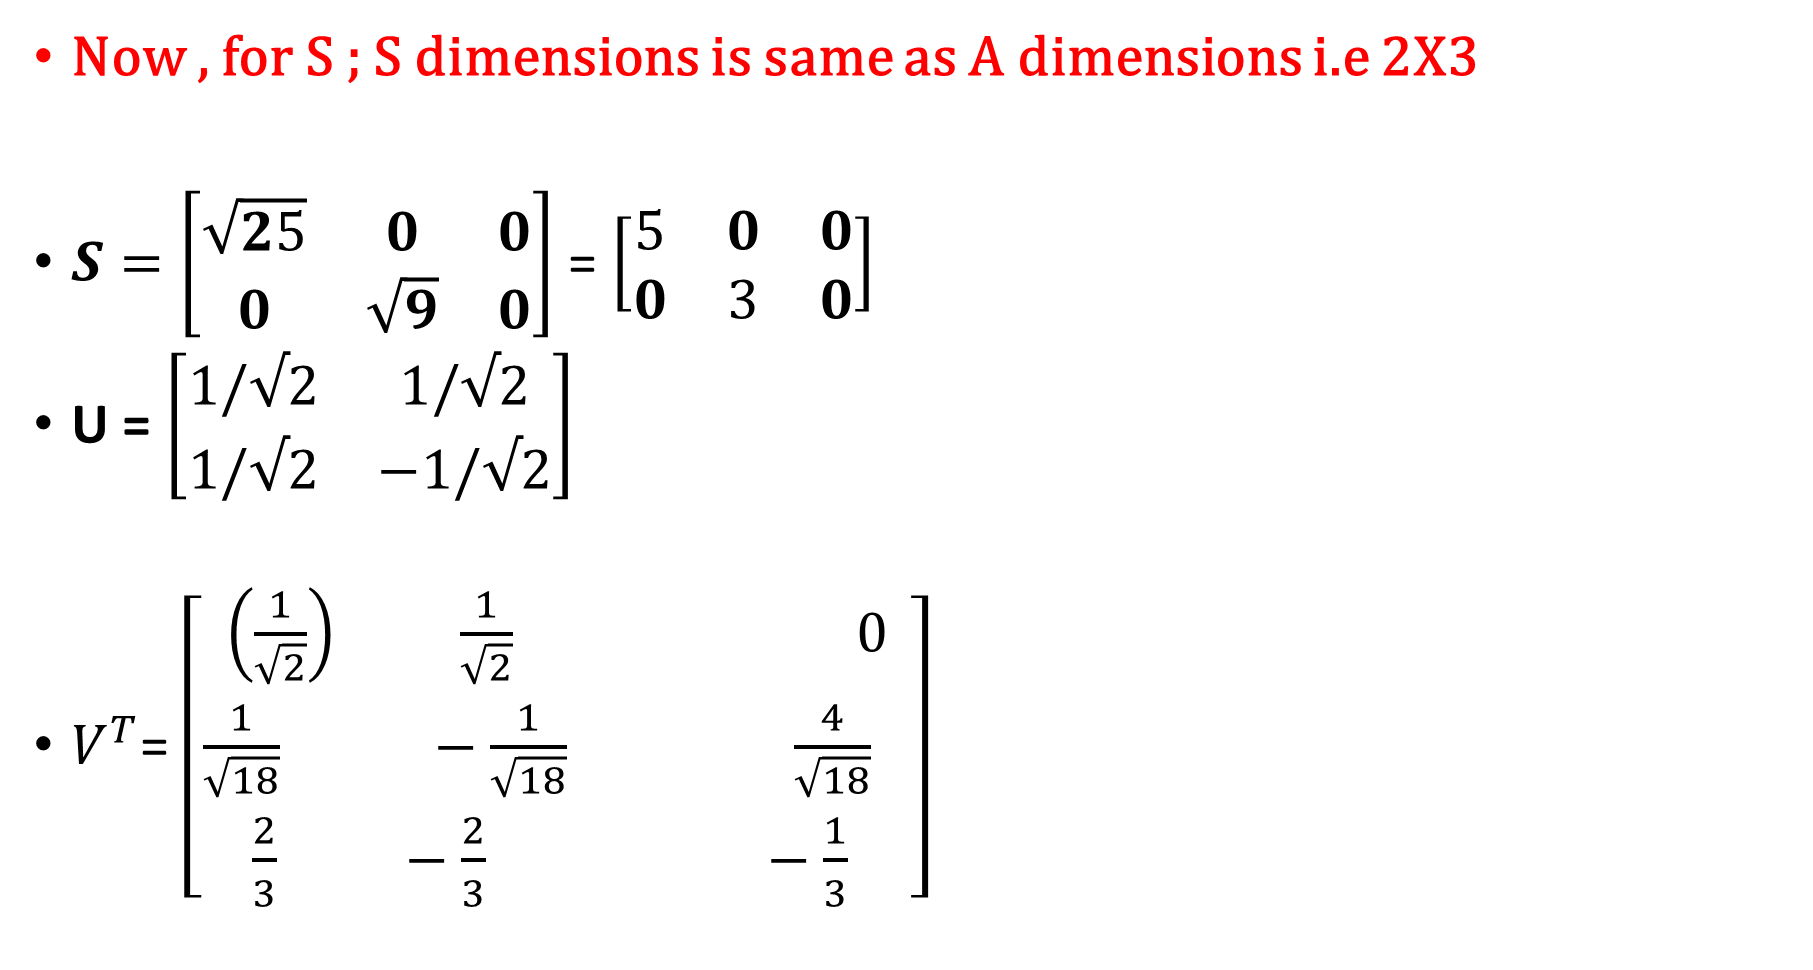 • Now , for S ; S dimensions is same as A dimensions i.e 2X3
• S = [√25 0 0; 0 √9 0] = [5 0 0; 0 3 0]
• U = [1/√2 1/√2; 1/√2 −1/√2]
• V^T = [(1/√2) 1/√2 0; 1/√18 −1/√18 4/√18; 2/3 −2/3 −1/3]